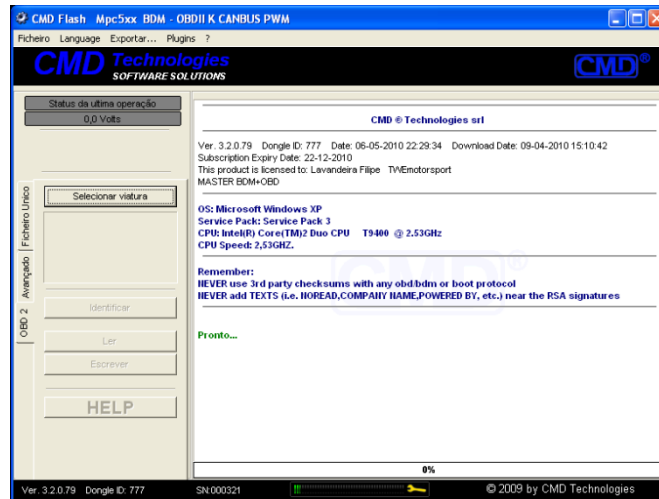 CMD Flash Mpc5xx BDM - OBDII K CANBUS PWM
Ficheiro Language Exportar... Plugins ?
CMD Technologies
SOFTWARE SOLUTIONS
CMD®
Status da ultima operação
0,0 Volts
Selecionar viatura
Ficheiro Unico
Avançado
OBD 2
Identificar
Ler
Escrever
HELP
CMD ® Technologies srl
Ver. 3.2.0.79 Dongle ID: 777 Date: 06-05-2010 22:29:34 Download Date: 09-04-2010 15:10:42
Subscription Expiry Date: 22-12-2010
This product is licensed to: Lavandeira Filipe TWEmotorsport
MASTER BDM+OBD
OS: Microsoft Windows XP
Service Pack: Service Pack 3
CPU: Intel(R) Core(TM)2 Duo CPU T9400 @ 2.53GHz
CPU Speed: 2,53GHZ.
Remember:
NEVER use 3rd party checksums with any obd/bdm or boot protocol
NEVER add TEXTS (i.e. NOREAD,COMPANY NAME,POWERED BY, etc.) near the RSA signatures
Pronto...
0%
Ver. 3.2.0.79 Dongle ID: 777 SN:000321 © 2009 by CMD Technologies